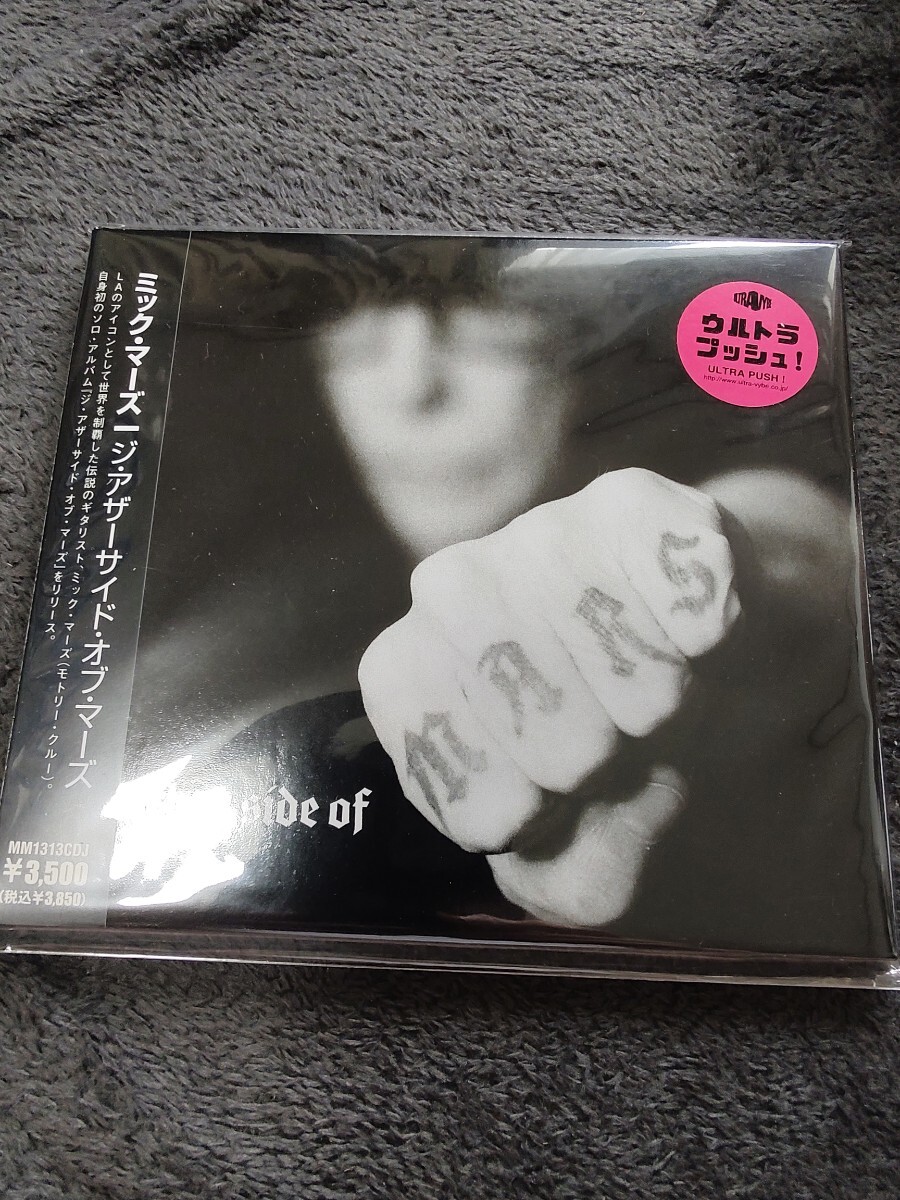 ミック・マーズ ー ジ・アザーサイド・オブ・マーズ
LAのアイコンとして世界を制覇した伝説のギタリスト、ミック・マーズ(モトリー・クルー)。
自身初のソロ・アルバム『ジ・アザーサイド・オブ・マーズ』をリリース。
MM1313CDJ
¥3,500
(税込¥3,850)
ウルトラ
プッシュ!
ULTRA PUSH!
http://www.ultra-vybe.co.jp/
MARS
side of